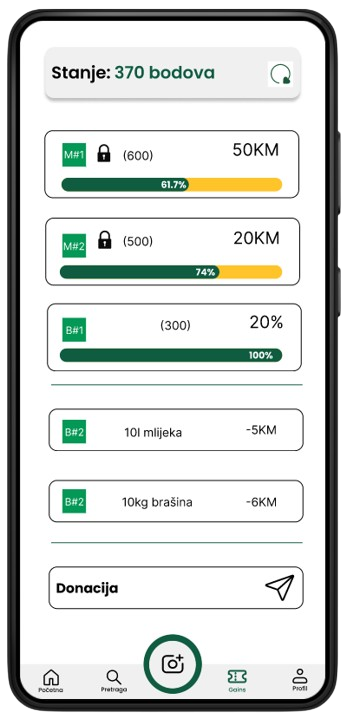 Stanje: 370 bodova
M#1 (600) 50KM
61.7%
M#2 (500) 20KM
74%
B#1 (300) 20%
100%
B#2 10l mlijeka -5KM
B#2 10kg brašina -6KM
Donacija
Početna Pretraga Gains Profil